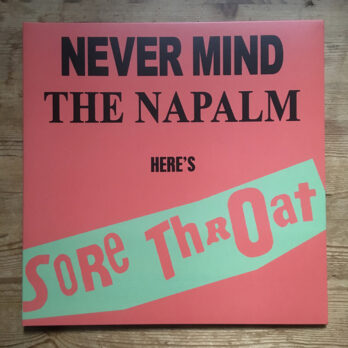 NEVER MIND
THE NAPALM
HERE'S
SORe THROat